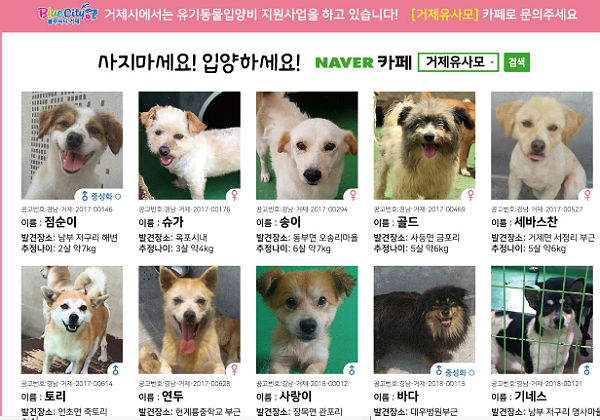 Blue City 거제
거제시에서는 유기동물입양비 지원사업을 하고 있습니다! [거제유사모] 카페로 문의주세요
사지마세요! 입양하세요! NAVER 카페 거제유사모 검색
중성화 O
공고번호:경남-거제-2017-00146
이름 : 점순이
발견장소: 남부 저구리 해변
추정나이: 2살 약7kg
공고번호:경남-거제-2017-00176
이름 : 슈가
발견장소: 옥포시내
추정나이: 3살 약4kg
공고번호:경남-거제-2017-00294
이름 : 송이
발견장소: 동부면 오송리마을
추정나이: 6살 약7kg
공고번호:경남-거제-2017-00469
이름 : 골드
발견장소: 사등면 금포리
추정나이: 5살 약6kg
공고번호:경남-거제-2017-00527
이름 : 세바스찬
발견장소: 거제면 서정리 부근
추정나이: 5살 약6kg
공고번호:경남-거제-2017-00614
이름 : 토리
발견장소: 연초면 죽토리
공고번호:경남-거제-2017-00628
이름 : 연두
발견장소: 현계룡중학교 부근
공고번호:경남-거제-2018-00012
이름 : 사랑이
발견장소: 장목면 관포리
중성화 O
공고번호:경남-거제-2018-00115
이름 : 바다
발견장소: 대우병원부근
공고번호:경남-거제-2018-00121
이름 : 기네스
발견장소: 남부 저구리 명사마을